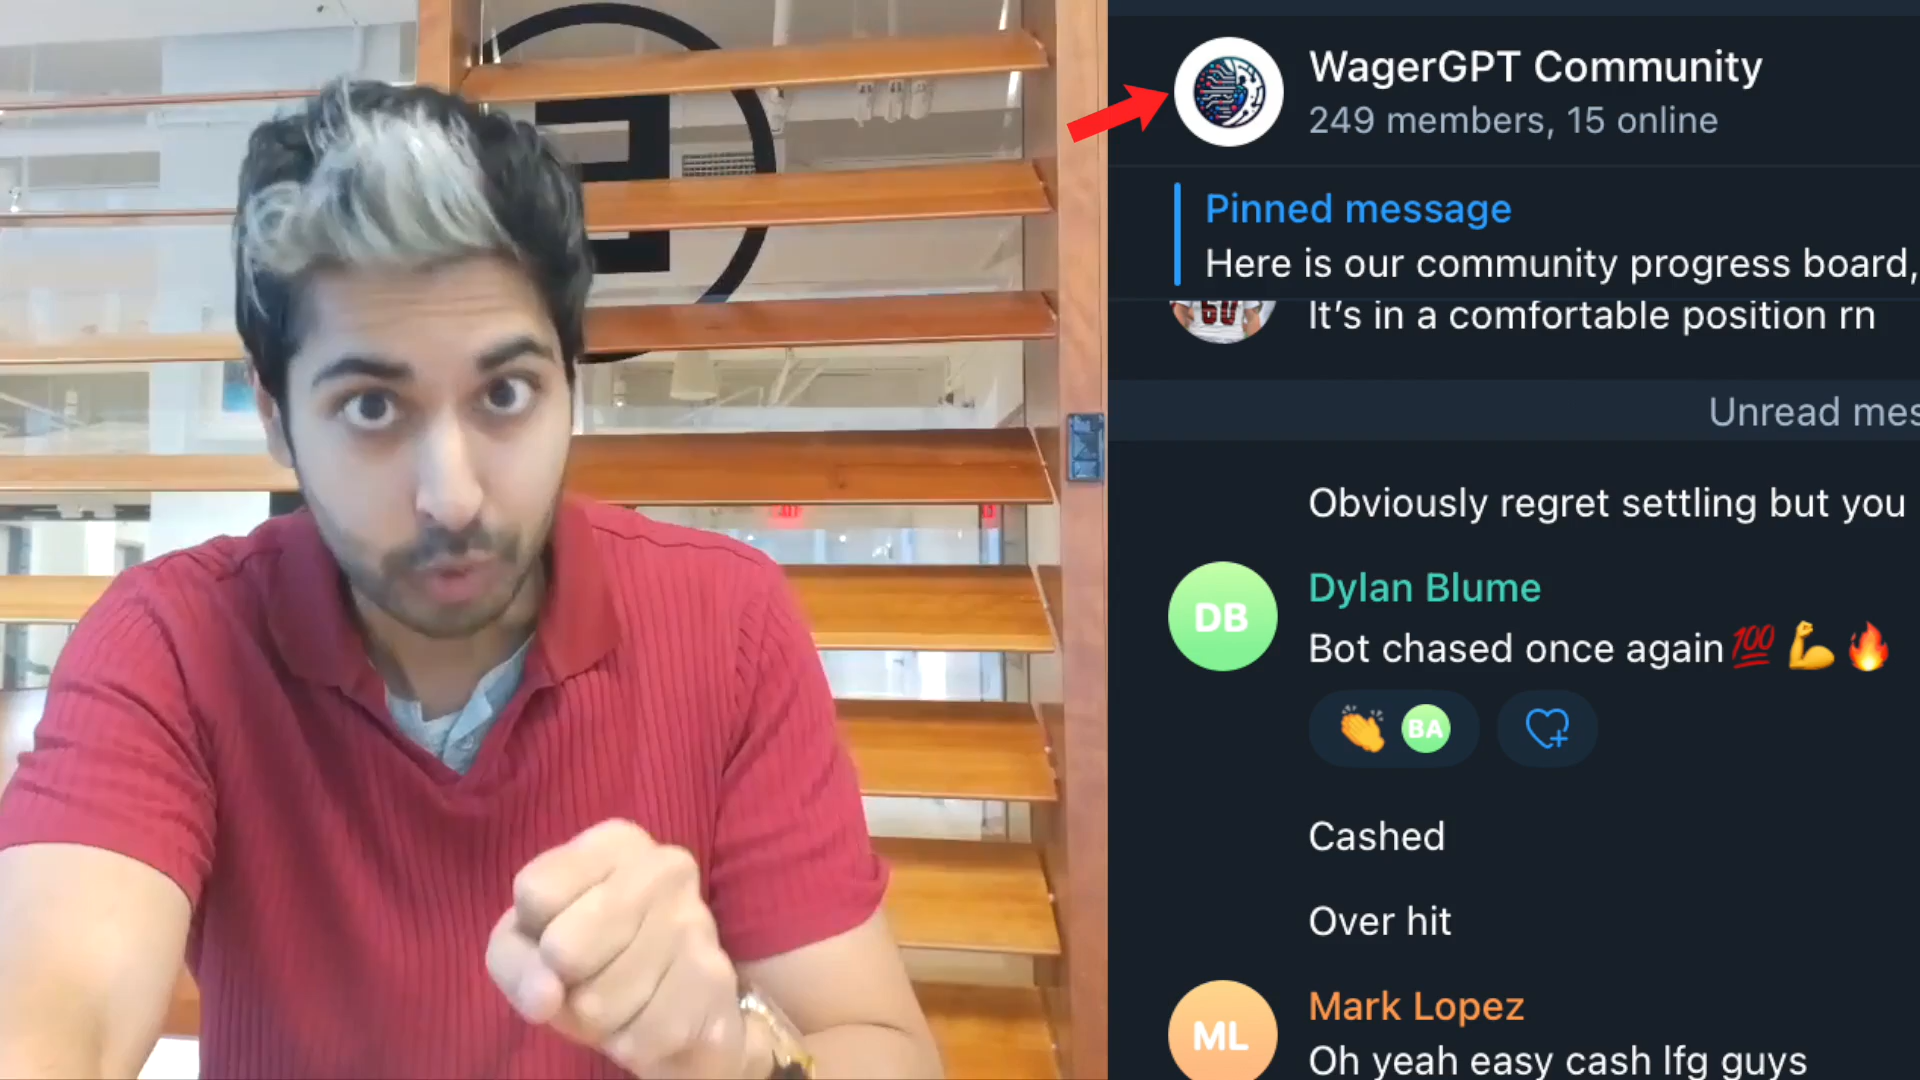 WagerGPT Community
249 members, 15 online
Pinned message
Here is our community progress board,
It's in a comfortable position rn
Unread mes
Obviously regret settling but you
DB
Dylan Blume
Bot chased once again💯 💪🔥
👏 BA
Cashed
Over hit
ML
Mark Lopez
Oh yeah easy cash lfg guys